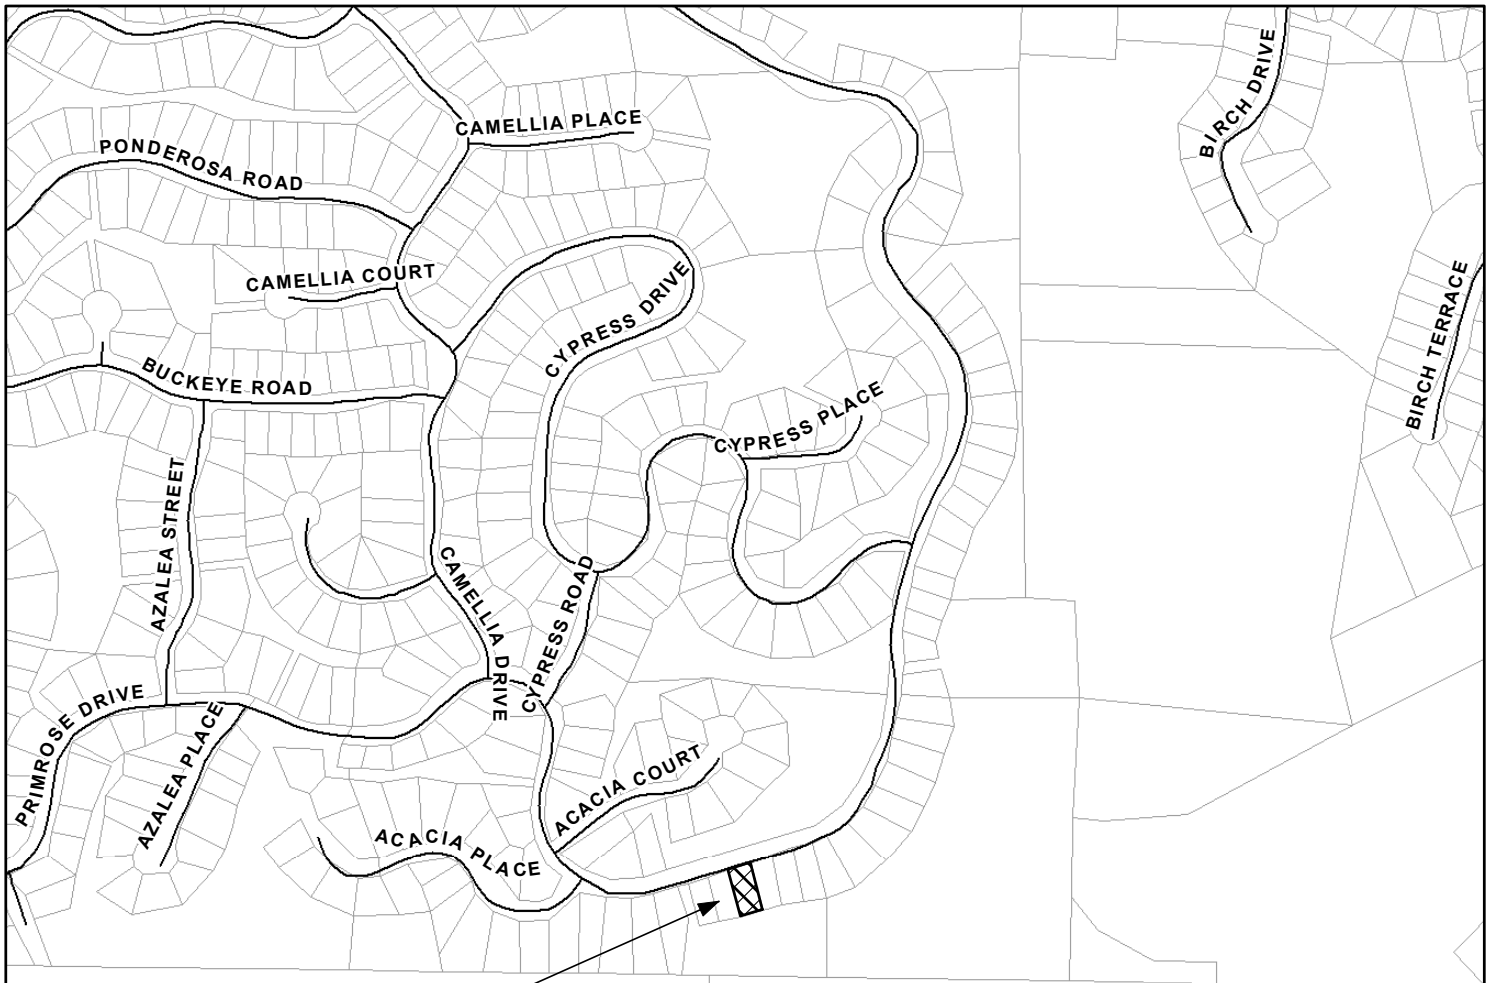 BIRCH DRIVE
CAMELLIA PLACE
PONDEROSA ROAD
CAMELLIA COURT
CYPRESS DRIVE
BIRCH TERRACE
BUCKEYE ROAD
CYPRESS PLACE
AZALEA STREET
CAMELLIA DRIVE
CYPRESS ROAD
PRIMROSE DRIVE
AZALEA PLACE
ACACIA COURT
ACACIA PLACE